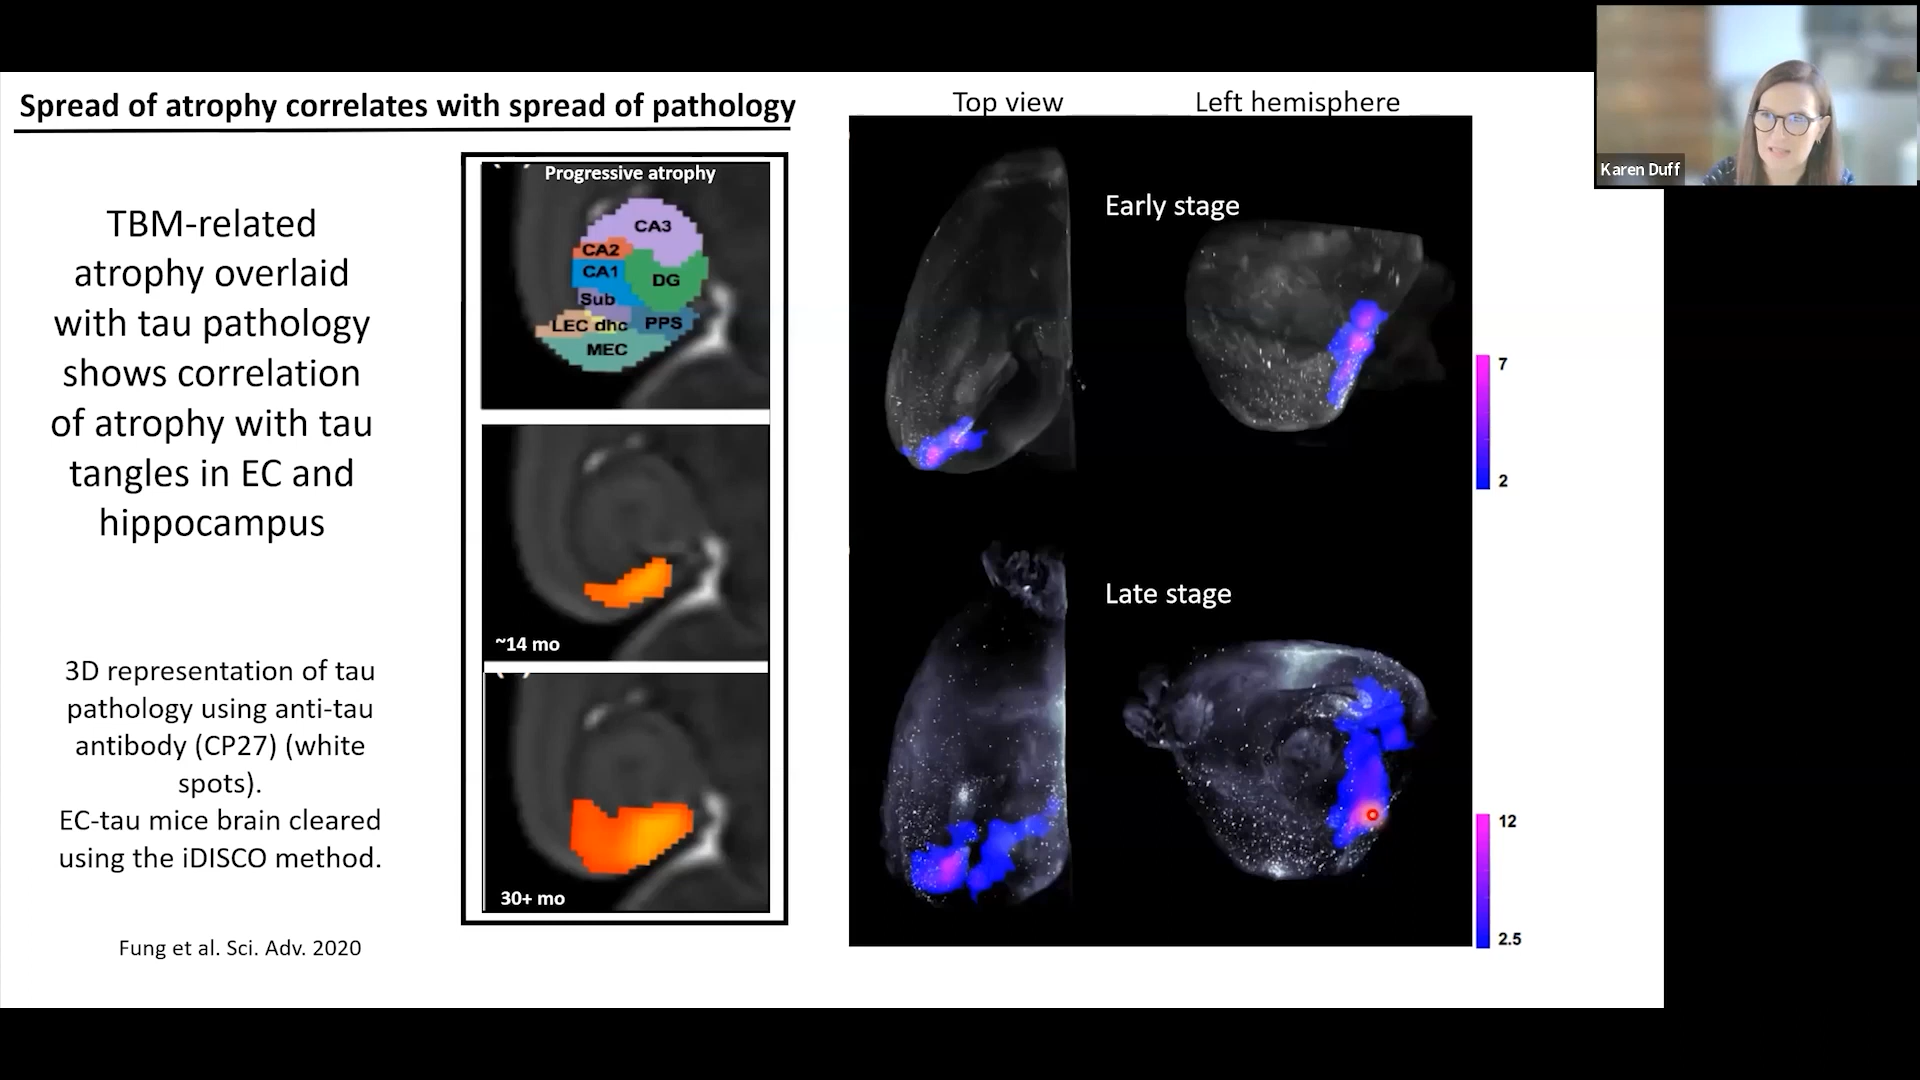 Spread of atrophy correlates with spread of pathology
TBM-related
atrophy overlaid
with tau pathology
shows correlation
of atrophy with tau
tangles in EC and
hippocampus
3D representation of tau
pathology using anti-tau
antibody (CP27) (white
spots).
EC-tau mice brain cleared
using the iDISCO method.
Fung et al. Sci. Adv. 2020
Progressive atrophy
CA3
CA2
CA1
DG
Sub
LEC dhc PPS
MEC
~14 mo
30+ mo
Top view
Left hemisphere
Early stage
7
2
Late stage
12
2.5
Karen Duff